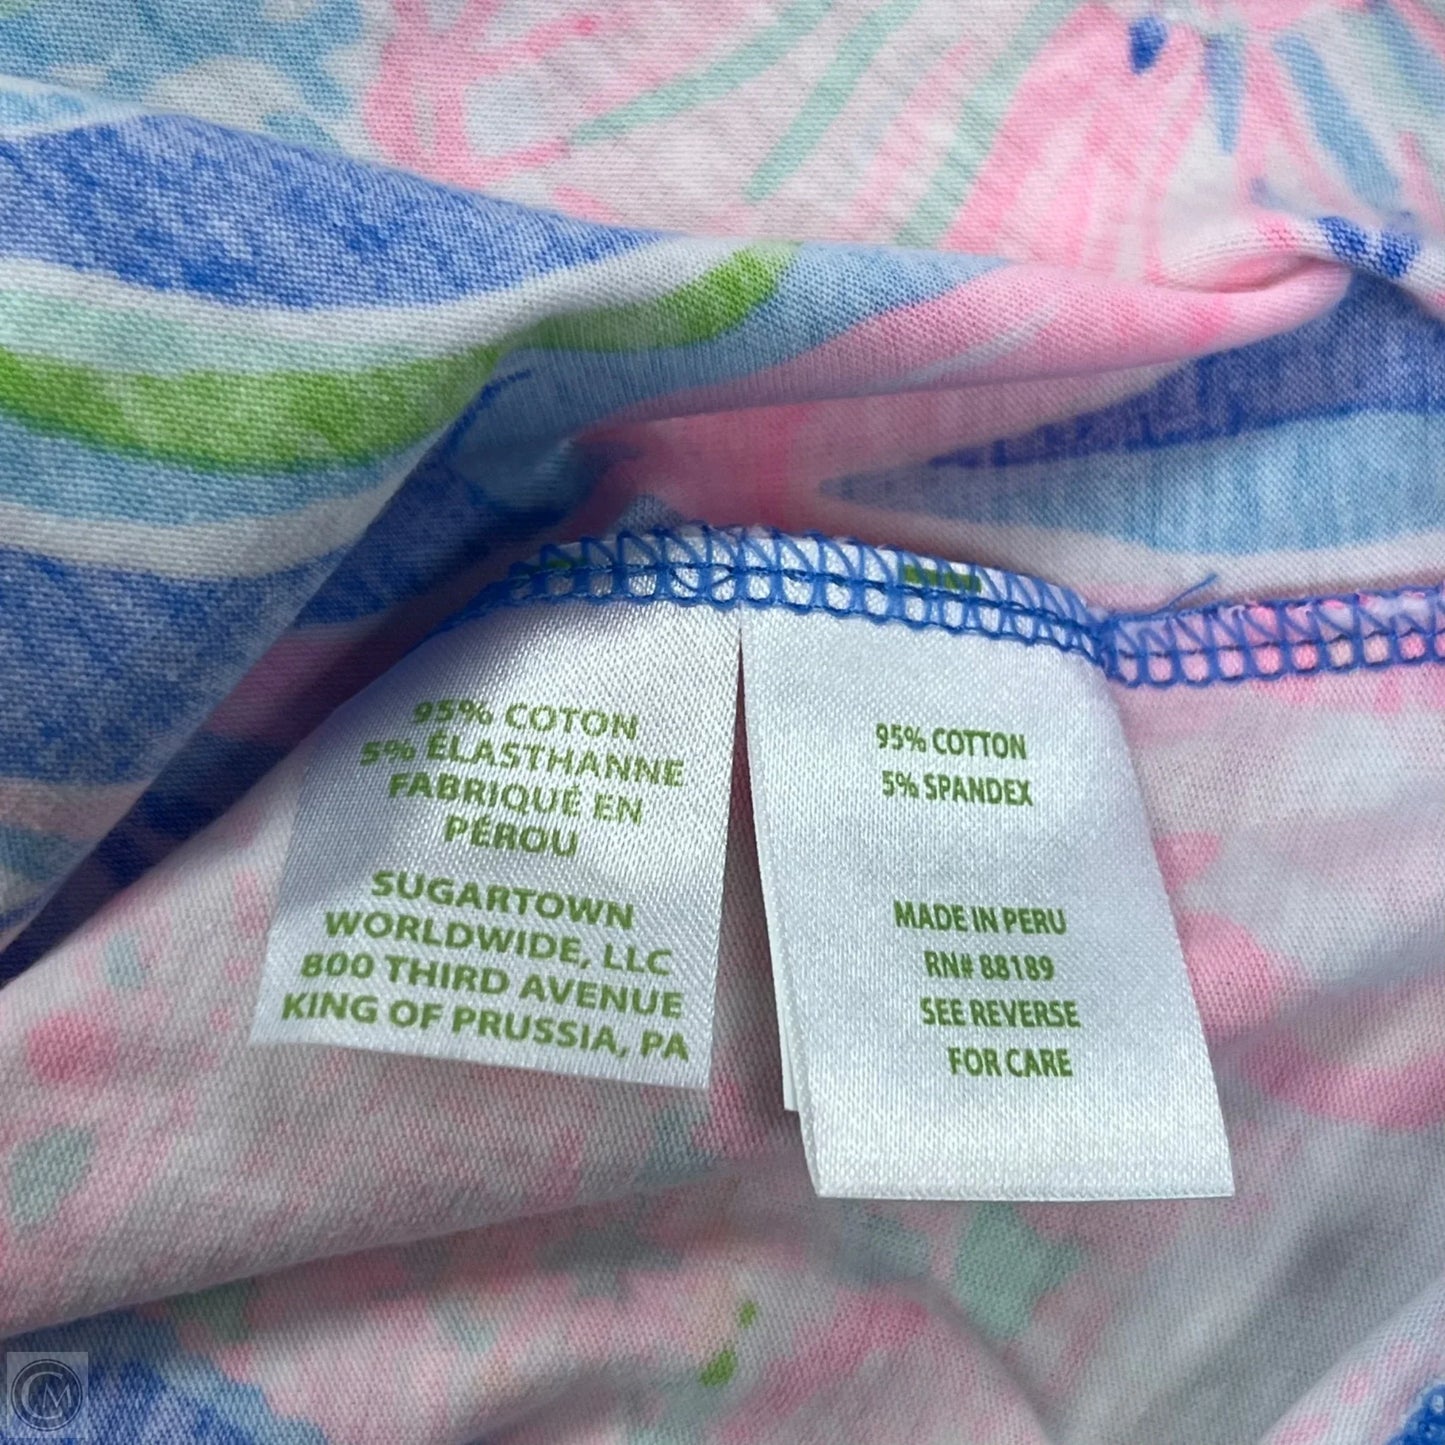 95% COTON
5% ÉLASTHANNE
FABRIQUÉ EN
PÉROU
SUGARTOWN
WORLDWIDE, LLC
800 THIRD AVENUE
KING OF PRUSSIA, PA
95% COTTON
5% SPANDEX
MADE IN PERU
RN# 88189
SEE REVERSE
FOR CARE
CM